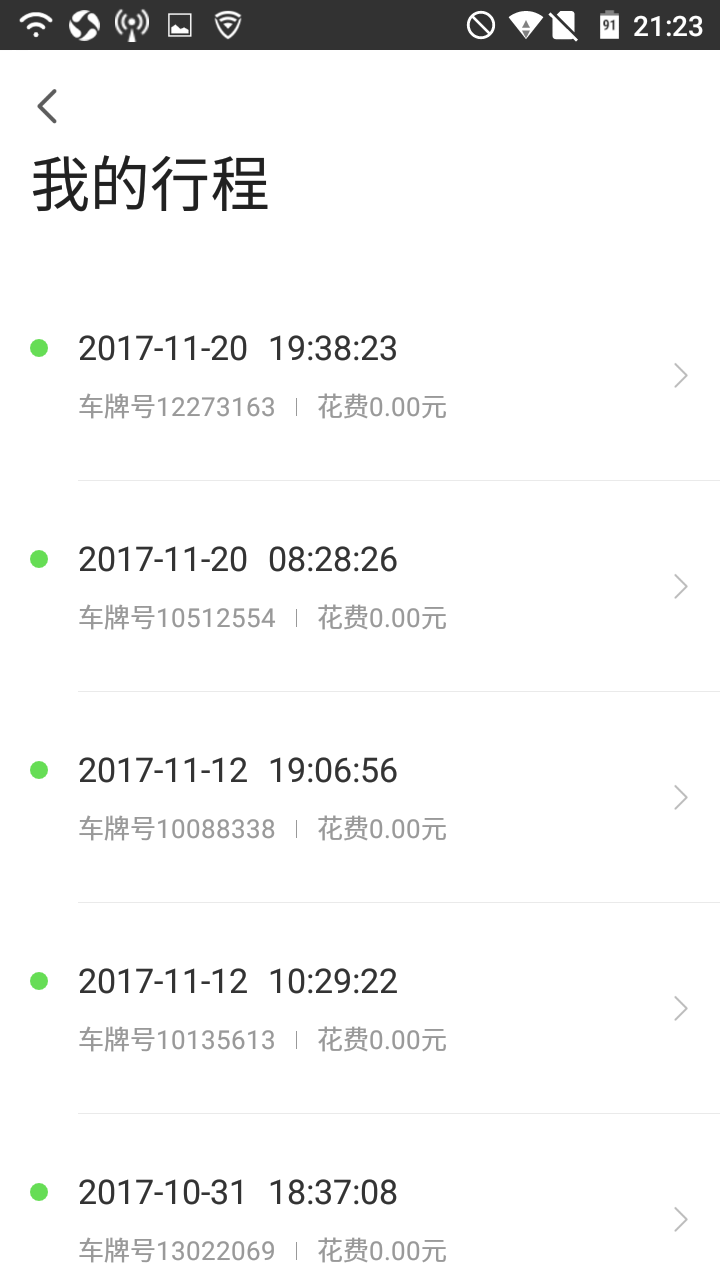 91 21:23
我的行程
2017-11-20 19:38:23
车牌号12273163 | 花费0.00元
2017-11-20 08:28:26
车牌号10512554 | 花费0.00元
2017-11-12 19:06:56
车牌号10088338 | 花费0.00元
2017-11-12 10:29:22
车牌号10135613 | 花费0.00元
2017-10-31 18:37:08
车牌号13022069 | 花费0.00元